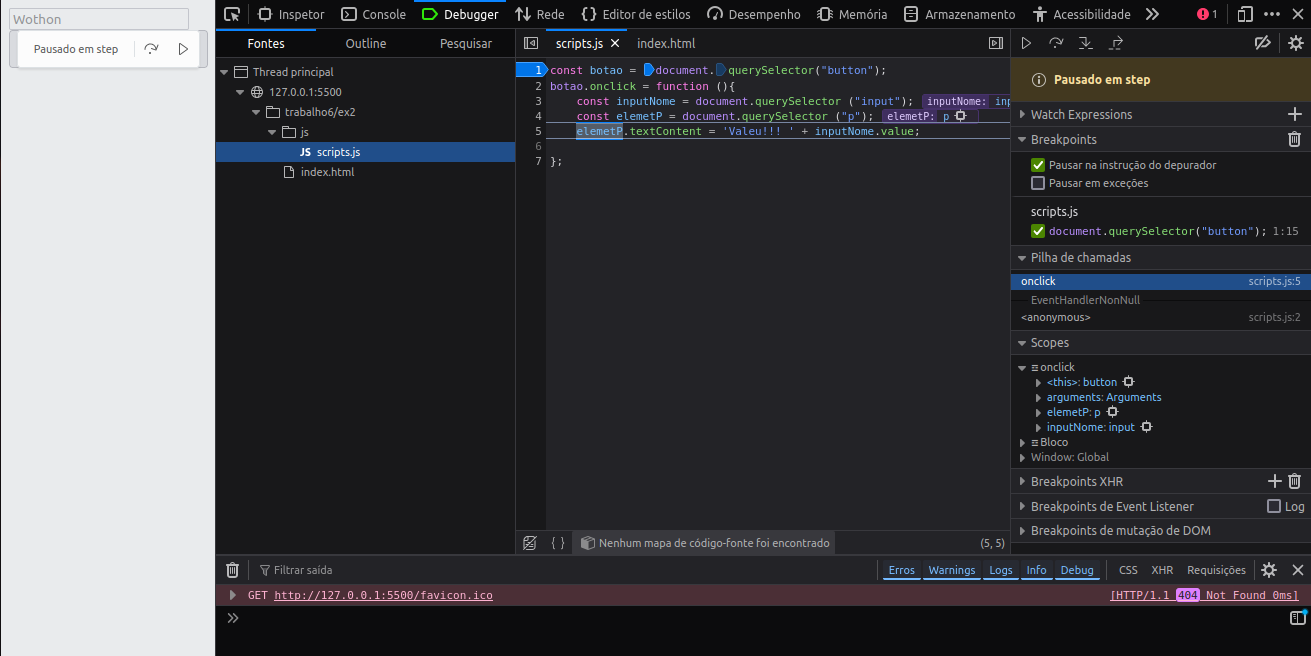 Wothon
Pausado em step
Inspetor Console Debugger Rede Editor de estilos Desempenho Memória Armazenamento Acessibilidade 1
Fontes Outline Pesquisar
Thread principal
127.0.0.1:5500
trabalho6/ex2
js
JS scripts.js
index.html
scripts.js index.html
1 const botao = document.querySelector("button");
2 botao.onclick = function (){
3 const inputNome = document.querySelector ("input"); inputNome: inp
4 const elemetP = document.querySelector ("p"); elemetP: p
5 elemetP.textContent = 'Valeu!!! ' + inputNome.value;
6
7 };
{ } Nenhum mapa de código-fonte foi encontrado (5, 5)
Pausado em step
Watch Expressions
Breakpoints
Pausar na instrução do depurador
Pausar em exceções
scripts.js
document.querySelector("button"); 1:15
Pilha de chamadas
onclick scripts.js:5
EventHandlerNonNull
<anonymous> scripts.js:2
Scopes
onclick
<this>: button
arguments: Arguments
elemetP: p
inputNome: input
Bloco
Window: Global
Breakpoints XHR
Breakpoints de Event Listener Log
Breakpoints de mutação de DOM
Filtrar saída Erros Warnings Logs Info Debug CSS XHR Requisições
GET http://127.0.0.1:5500/favicon.ico [HTTP/1.1 404 Not Found 0ms]